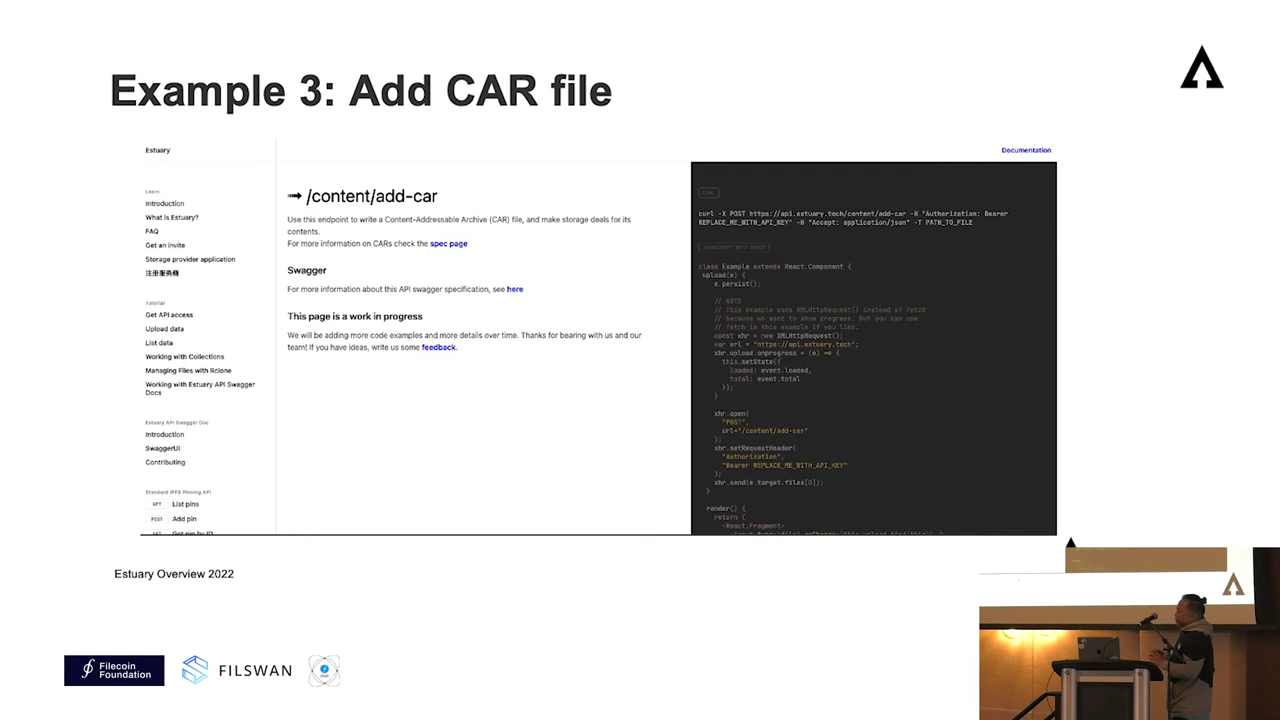 Example 3: Add CAR file
Estuary
Documentation
Learn
Introduction
What is Estuary?
FAQ
Get an invite
Storage provider application
注册服务商
Tutorial
Get API access
Upload data
List data
Working with Collections
Managing Files with Rclone
Working with Estuary API Swagger
Docs
Estuary API Swagger Doc
Introduction
SwaggerUI
Contributing
Standard IPFS Pinning API
GET List pins
POST Add pin
GET Get pin by ID
→ /content/add-car
Use this endpoint to write a Content-Addressable Archive (CAR) file, and make storage deals for its
contents.
For more information on CARs check the spec page
Swagger
For more information about this API swagger specification, see here
This page is a work in progress
We will be adding more code examples and more details over time. Thanks for bearing with us and our
team! If you have ideas, write us some feedback.
CURL
curl -X POST https://api.estuary.tech/content/add-car -H "Authorization: Bearer
REPLACE_ME_WITH_API_KEY" -H "Accept: application/json" -T PATH_TO_FILE
JAVASCRIPT WITH REACT
class Example extends React.Component {
upload(e) {
e.persist();
// NOTE
// This example uses XMLHttpRequest() instead of fetch
// because we want to show progress. But you can use
// fetch in this example if you like.
const xhr = new XMLHttpRequest();
var url = "https://api.estuary.tech";
xhr.upload.onprogress = (e) => {
this.setState({
loaded: event.loaded,
total: event.total
});
}
xhr.open(
"POST",
url+"/content/add-car"
);
xhr.setRequestHeader(
"Authorization",
"Bearer REPLACE_ME_WITH_API_KEY"
);
xhr.send(e.target.files[0]);
}
render() {
return (
<React.Fragment>
Estuary Overview 2022
Filecoin
Foundation
FILSWAN